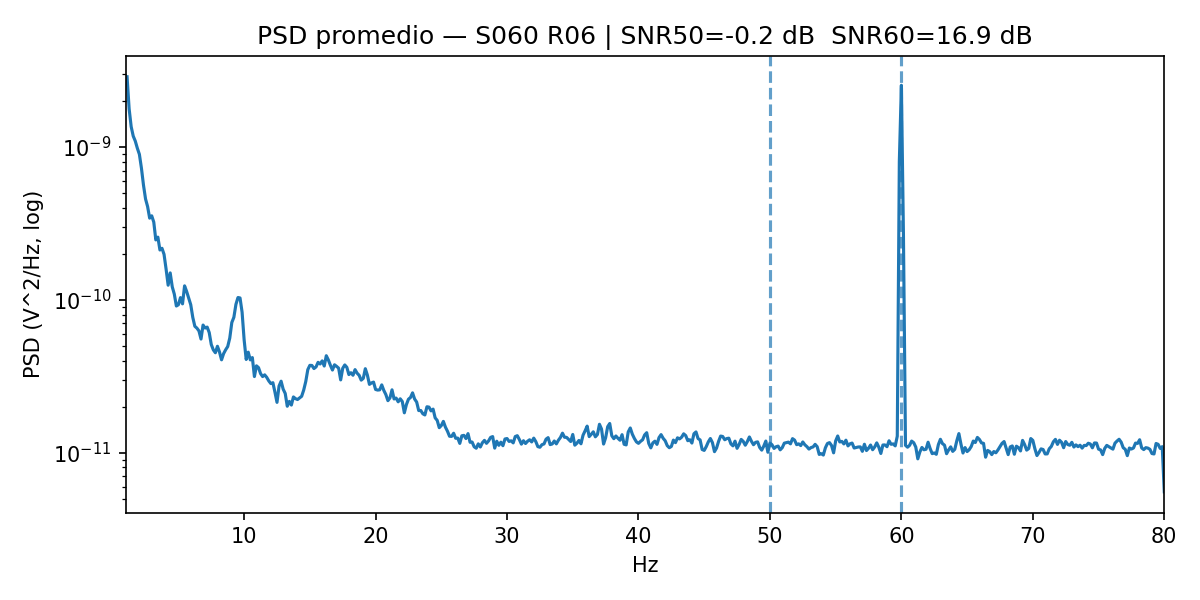 PSD promedio — S060 R06 | SNR50=-0.2 dB  SNR60=16.9 dB
PSD (V^2/Hz, log)
10⁻⁹
10⁻¹⁰
10⁻¹¹
10 20 30 40 50 60 70 80
Hz